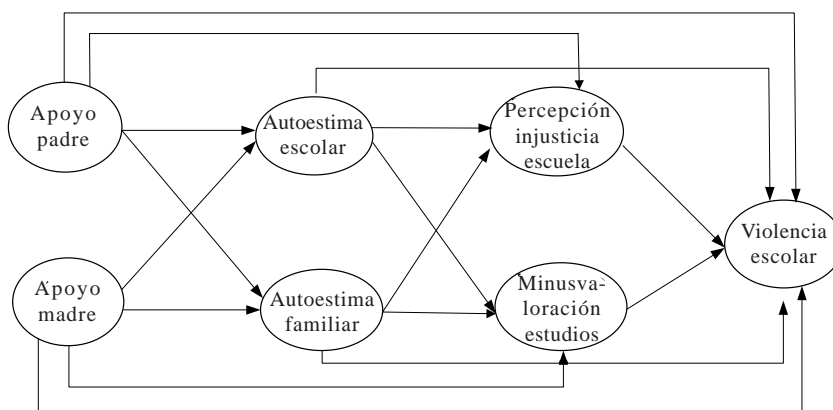 Apoyo
padre
Autoestima
escolar
Percepción
injusticia
escuela
Violencia
escolar
Apoyo
madre
Autoestima
familiar
Minusva-
loración
estudios